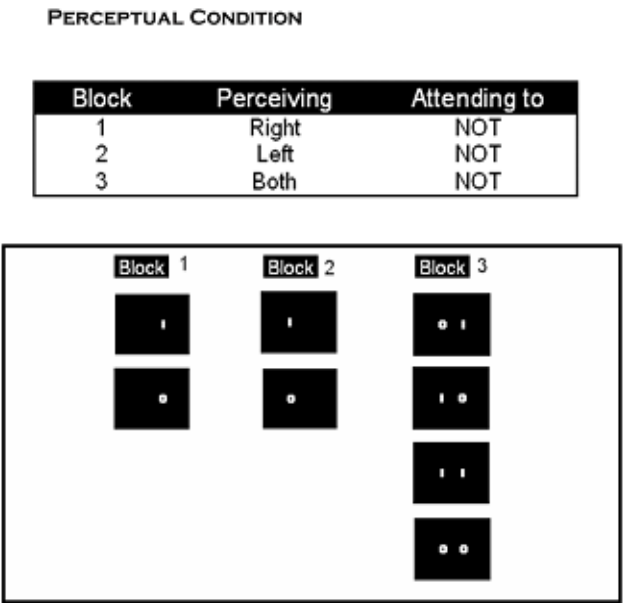 PERCEPTUAL CONDITION
Block Perceiving Attending to
1 Right NOT
2 Left NOT
3 Both NOT
Block 1 Block 2 Block 3
I I O I
O O I O
I I
O O